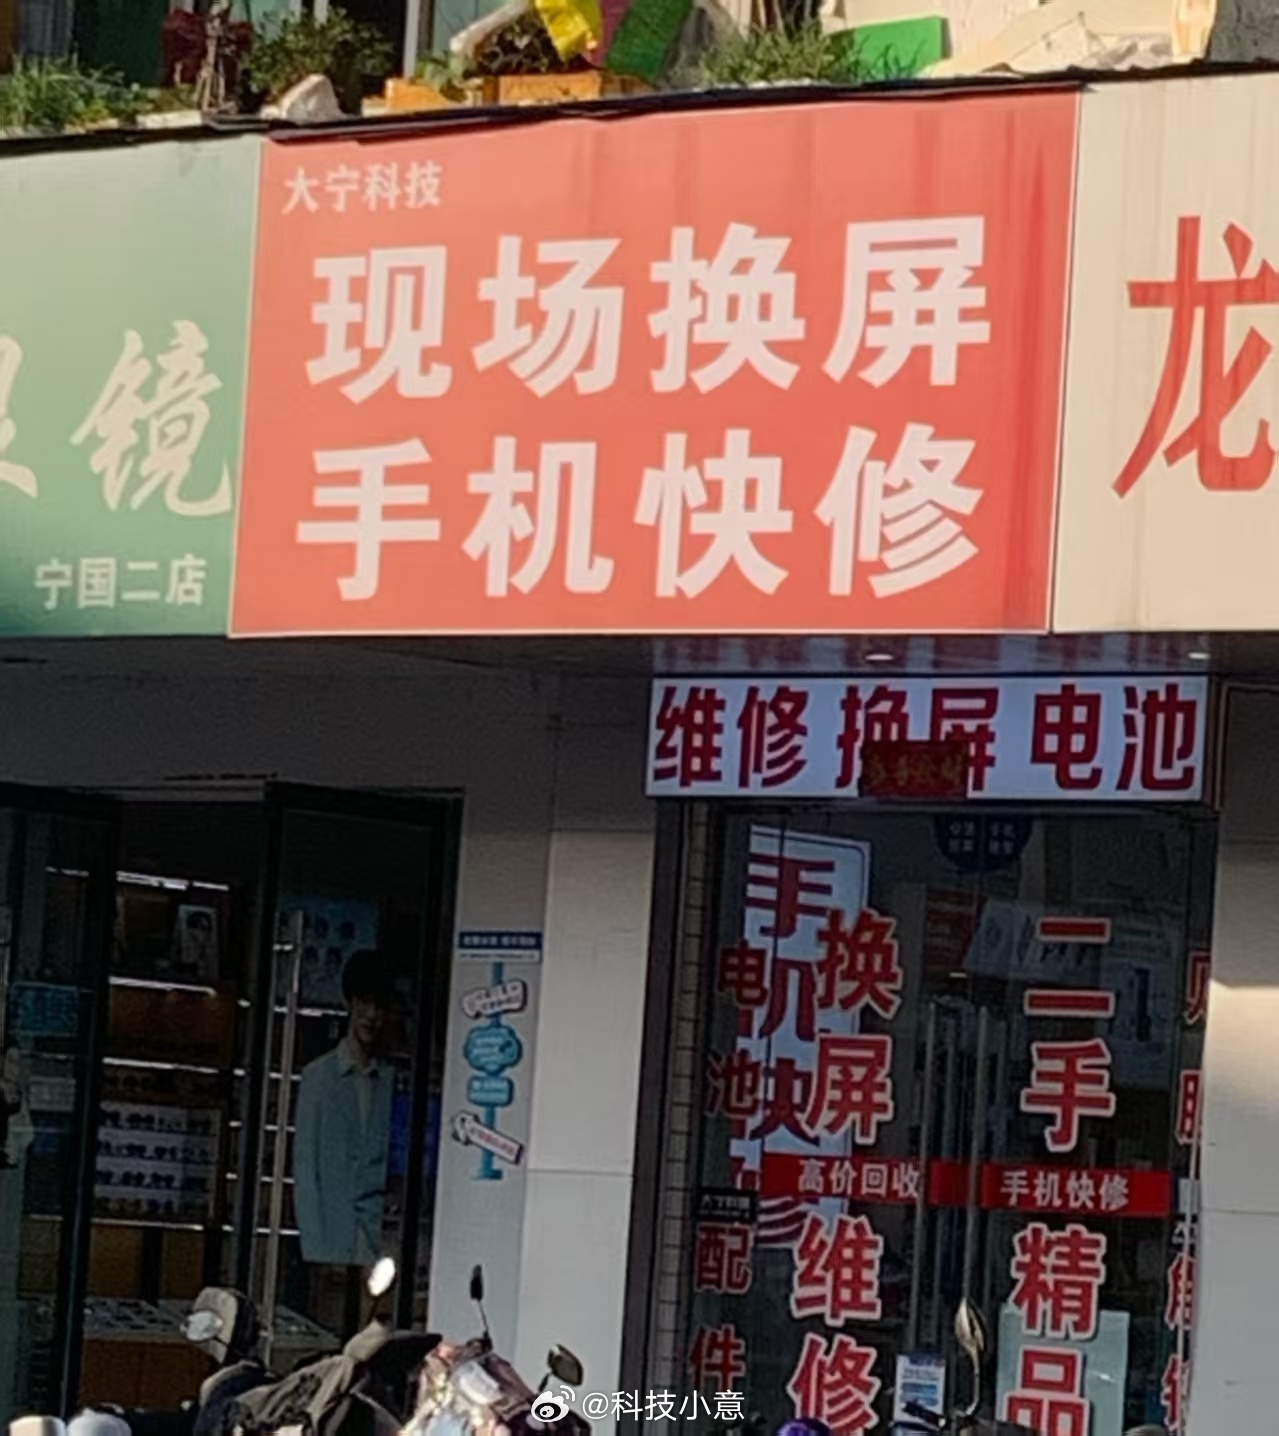 大宁科技
现场换屏
手机快修
镜
宁国二店
龙
维修 换屏 电池
手机快修
电池
配件
换屏
维修
二手
精品
高价回收
手机快修
@科技小意